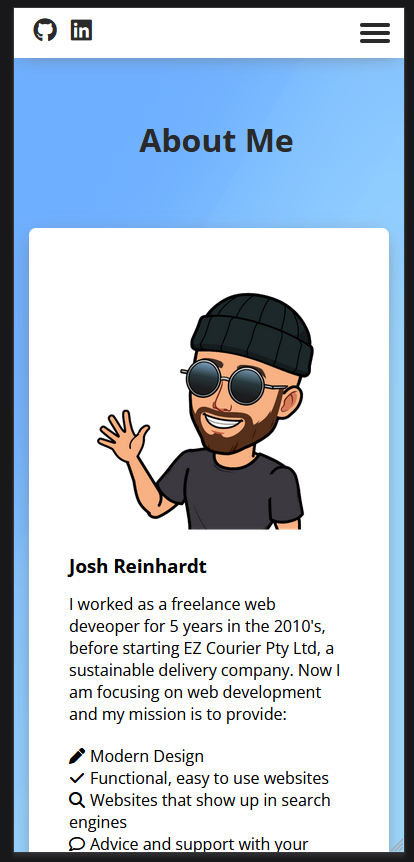 About Me
Josh Reinhardt
I worked as a freelance web
deveoper for 5 years in the 2010's,
before starting EZ Courier Pty Ltd, a
sustainable delivery company. Now I
am focusing on web development
and my mission is to provide:
Modern Design
Functional, easy to use websites
Websites that show up in search
engines
Advice and support with your